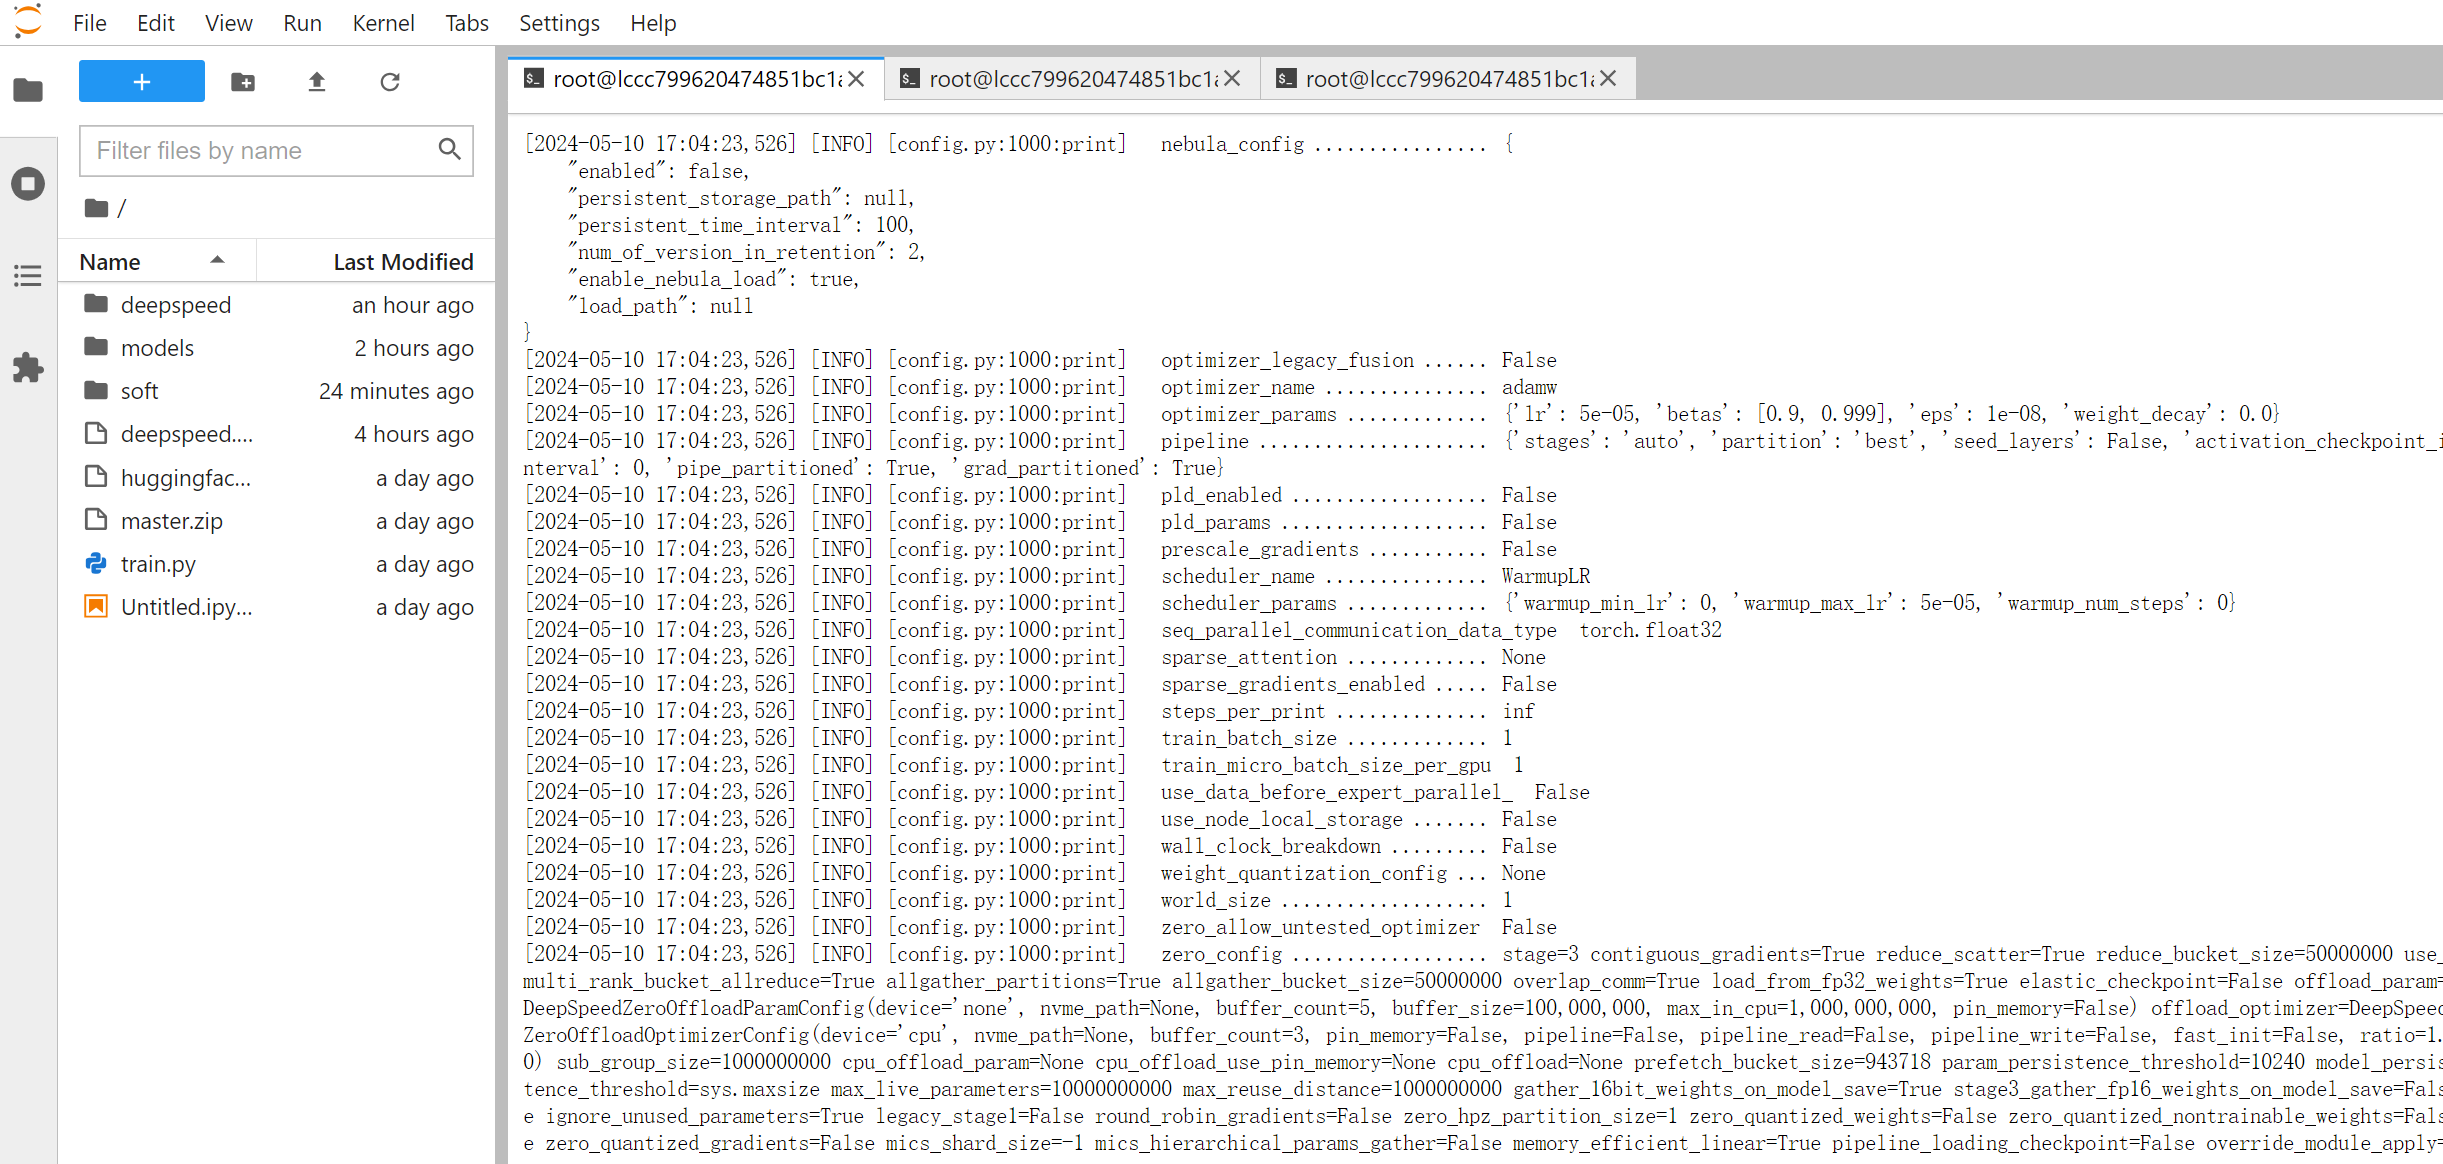 File Edit View Run Kernel Tabs Settings Help
root@lccc799620474851bc1a
root@lccc799620474851bc1a
root@lccc799620474851bc1a
Filter files by name
/
Name Last Modified
deepspeed an hour ago
models 2 hours ago
soft 24 minutes ago
deepspeed.... 4 hours ago
huggingfac... a day ago
master.zip a day ago
train.py a day ago
Untitled.ipy... a day ago
[2024-05-10 17:04:23,526] [INFO] [config.py:1000:print] nebula_config ................ {
"enabled": false,
"persistent_storage_path": null,
"persistent_time_interval": 100,
"num_of_version_in_retention": 2,
"enable_nebula_load": true,
"load_path": null
}
[2024-05-10 17:04:23,526] [INFO] [config.py:1000:print] optimizer_legacy_fusion ...... False
[2024-05-10 17:04:23,526] [INFO] [config.py:1000:print] optimizer_name ............... adamw
[2024-05-10 17:04:23,526] [INFO] [config.py:1000:print] optimizer_params ............. {'lr': 5e-05, 'betas': [0.9, 0.999], 'eps': 1e-08, 'weight_decay': 0.0}
[2024-05-10 17:04:23,526] [INFO] [config.py:1000:print] pipeline ..................... {'stages': 'auto', 'partition': 'best', 'seed_layers': False, 'activation_checkpoint_i
nterval': 0, 'pipe_partitioned': True, 'grad_partitioned': True}
[2024-05-10 17:04:23,526] [INFO] [config.py:1000:print] pld_enabled .................. False
[2024-05-10 17:04:23,526] [INFO] [config.py:1000:print] pld_params ................... False
[2024-05-10 17:04:23,526] [INFO] [config.py:1000:print] prescale_gradients ........... False
[2024-05-10 17:04:23,526] [INFO] [config.py:1000:print] scheduler_name ............... WarmupLR
[2024-05-10 17:04:23,526] [INFO] [config.py:1000:print] scheduler_params ............. {'warmup_min_lr': 0, 'warmup_max_lr': 5e-05, 'warmup_num_steps': 0}
[2024-05-10 17:04:23,526] [INFO] [config.py:1000:print] seq_parallel_communication_data_type torch.float32
[2024-05-10 17:04:23,526] [INFO] [config.py:1000:print] sparse_attention ............. None
[2024-05-10 17:04:23,526] [INFO] [config.py:1000:print] sparse_gradients_enabled ..... False
[2024-05-10 17:04:23,526] [INFO] [config.py:1000:print] steps_per_print .............. inf
[2024-05-10 17:04:23,526] [INFO] [config.py:1000:print] train_batch_size ............. 1
[2024-05-10 17:04:23,526] [INFO] [config.py:1000:print] train_micro_batch_size_per_gpu 1
[2024-05-10 17:04:23,526] [INFO] [config.py:1000:print] use_data_before_expert_parallel_ False
[2024-05-10 17:04:23,526] [INFO] [config.py:1000:print] use_node_local_storage ....... False
[2024-05-10 17:04:23,526] [INFO] [config.py:1000:print] wall_clock_breakdown ......... False
[2024-05-10 17:04:23,526] [INFO] [config.py:1000:print] weight_quantization_config ... None
[2024-05-10 17:04:23,526] [INFO] [config.py:1000:print] world_size ................... 1
[2024-05-10 17:04:23,526] [INFO] [config.py:1000:print] zero_allow_untested_optimizer False
[2024-05-10 17:04:23,526] [INFO] [config.py:1000:print] zero_config .................. stage=3 contiguous_gradients=True reduce_scatter=True reduce_bucket_size=50000000 use_
multi_rank_bucket_allreduce=True allgather_partitions=True allgather_bucket_size=50000000 overlap_comm=True load_from_fp32_weights=True elastic_checkpoint=False offload_param=
DeepSpeedZeroOffloadParamConfig(device='none', nvme_path=None, buffer_count=5, buffer_size=100,000,000, max_in_cpu=1,000,000,000, pin_memory=False) offload_optimizer=DeepSpeed
ZeroOffloadOptimizerConfig(device='cpu', nvme_path=None, buffer_count=3, pin_memory=False, pipeline=False, pipeline_read=False, pipeline_write=False, fast_init=False, ratio=1.
0) sub_group_size=1000000000 cpu_offload_param=None cpu_offload_use_pin_memory=None cpu_offload=None prefetch_bucket_size=943718 param_persistence_threshold=10240 model_persis
tence_threshold=sys.maxsize max_live_parameters=10000000000 max_reuse_distance=1000000000 gather_16bit_weights_on_model_save=True stage3_gather_fp16_weights_on_model_save=Fals
e ignore_unused_parameters=True legacy_stage1=False round_robin_gradients=False zero_hpz_partition_size=1 zero_quantized_weights=False zero_quantized_nontrainable_weights=Fals
e zero_quantized_gradients=False mics_shard_size=-1 mics_hierarchical_params_gather=False memory_efficient_linear=True pipeline_loading_checkpoint=False override_module_apply=